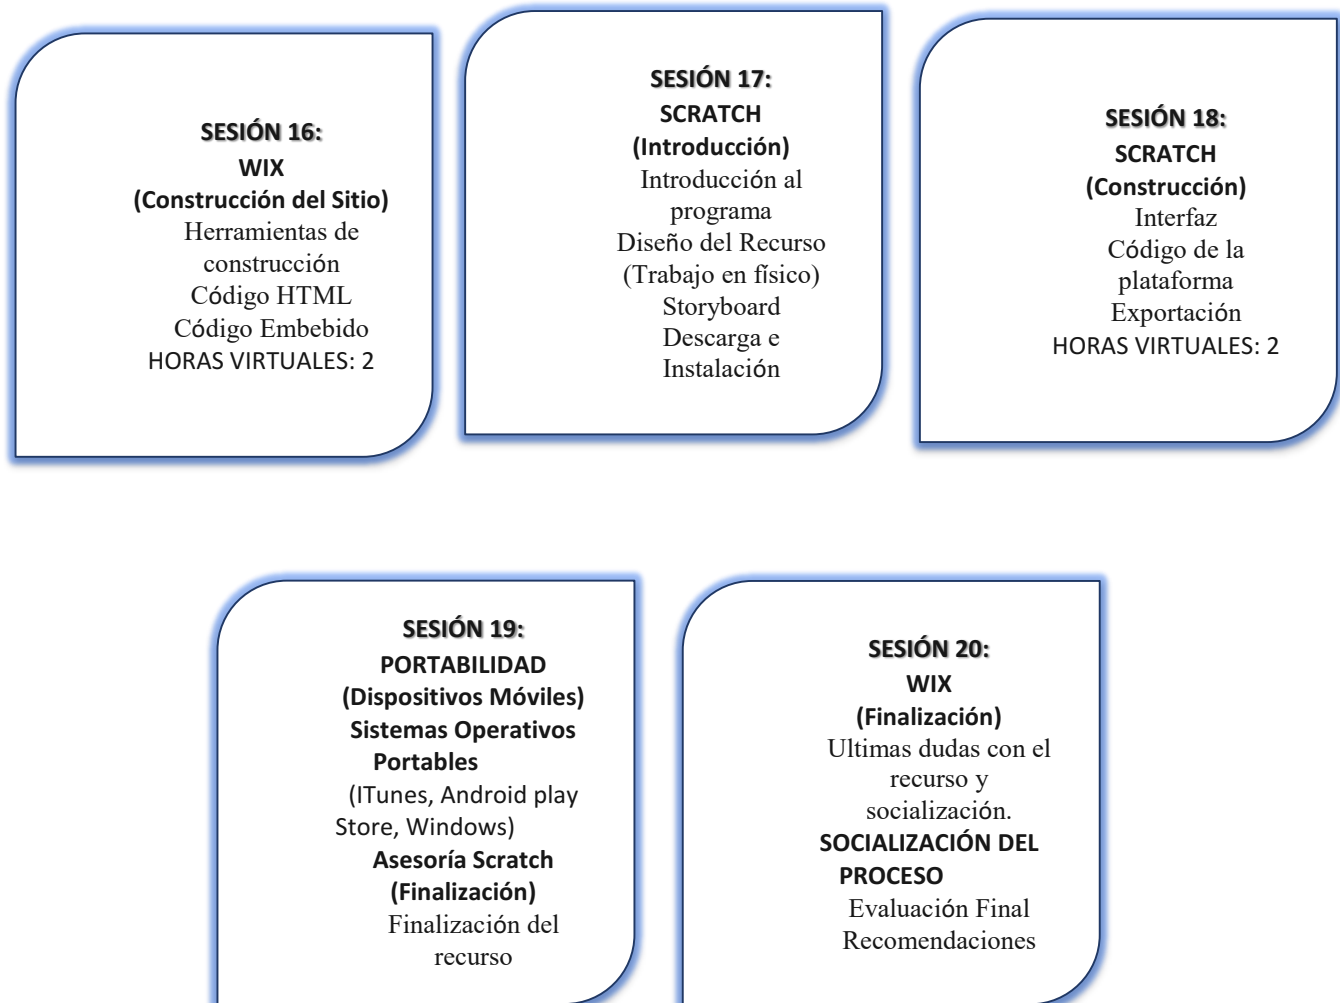 SESIÓN 16:
WIX
(Construcción del Sitio)
Herramientas de
construcción
Código HTML
Código Embebido
HORAS VIRTUALES: 2
SESIÓN 17:
SCRATCH
(Introducción)
Introducción al
programa
Diseño del Recurso
(Trabajo en físico)
Storyboard
Descarga e
Instalación
SESIÓN 18:
SCRATCH
(Construcción)
Interfaz
Código de la
plataforma
Exportación
HORAS VIRTUALES: 2
SESIÓN 19:
PORTABILIDAD
(Dispositivos Móviles)
Sistemas Operativos
Portables
(ITunes, Android play
Store, Windows)
Asesoría Scratch
(Finalización)
Finalización del
recurso
SESIÓN 20:
WIX
(Finalización)
Ultimas dudas con el
recurso y
socialización.
SOCIALIZACIÓN DEL
PROCESO
Evaluación Final
Recomendaciones